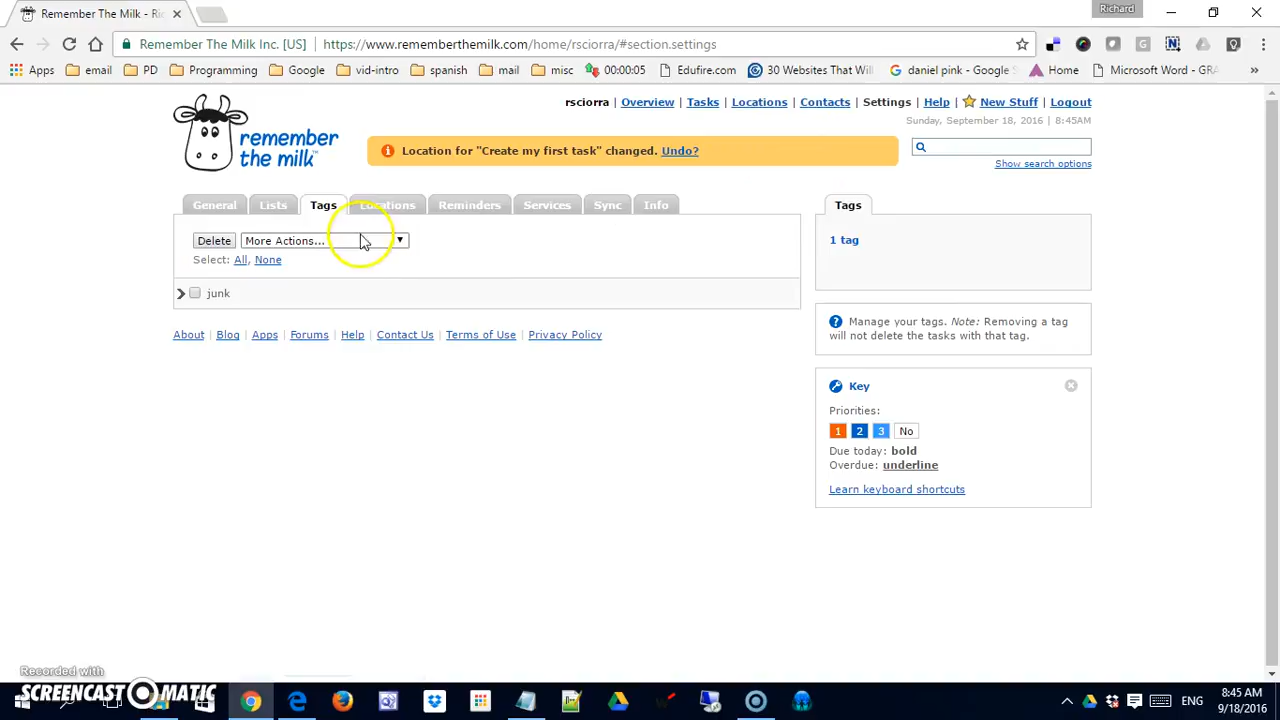 Remember The Milk - Ri
Richard
Remember The Milk Inc. [US]
https://www.rememberthemilk.com/home/rsciorra/#section.settings
Apps
email
PD
Programming
Google
vid-intro
spanish
mail
misc
00:00:05
Edufire.com
30 Websites That Will
daniel pink - Google S
Home
Microsoft Word - GRA
»
remember the milk™
rsciorra | Overview | Tasks | Locations | Contacts | Settings | Help | New Stuff | Logout
Sunday, September 18, 2016 | 8:45AM
Location for "Create my first task" changed. Undo?
Show search options
General
Lists
Tags
Locations
Reminders
Services
Sync
Info
Delete
More Actions...
Select: All, None
junk
About | Blog | Apps | Forums | Help | Contact Us | Terms of Use | Privacy Policy
Tags
1 tag
Manage your tags. Note: Removing a tag
will not delete the tasks with that tag.
Key
Priorities:
1 2 3 No
Due today: bold
Overdue: underline
Learn keyboard shortcuts
Recorded with
SCREENCAST-O-MATIC
ENG
8:45 AM
9/18/2016